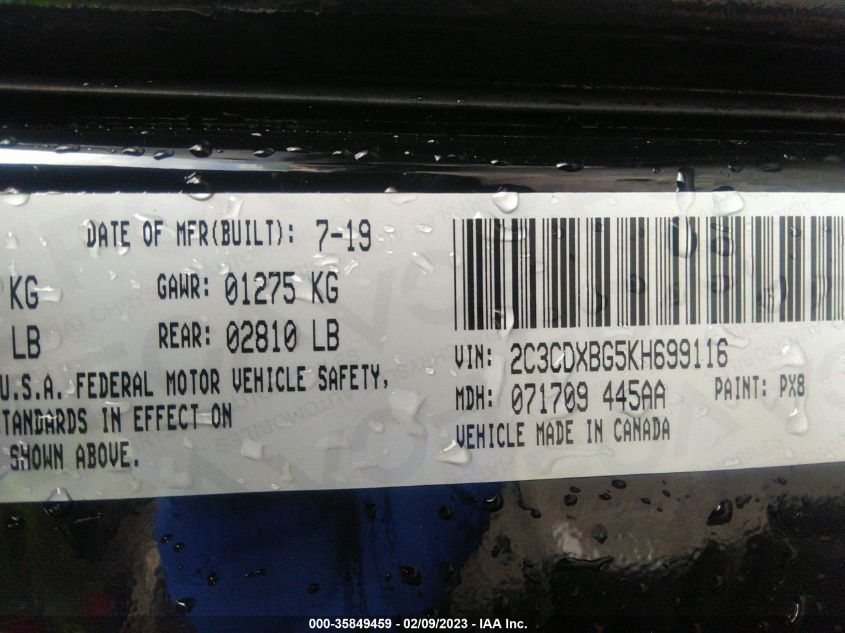 DATE OF MFR(BUILT): 7-19
KG GAWR: 01275 KG
LB REAR: 02810 LB
U.S.A. FEDERAL MOTOR VEHICLE SAFETY,
TANDARDS IN EFFECT ON
SHOWN ABOVE.
VIN: 2C3CDXBG5KH699116
MDH: 071709 445AA PAINT: PX8
VEHICLE MADE IN CANADA
000-35849459 - 02/09/2023 - IAA Inc.